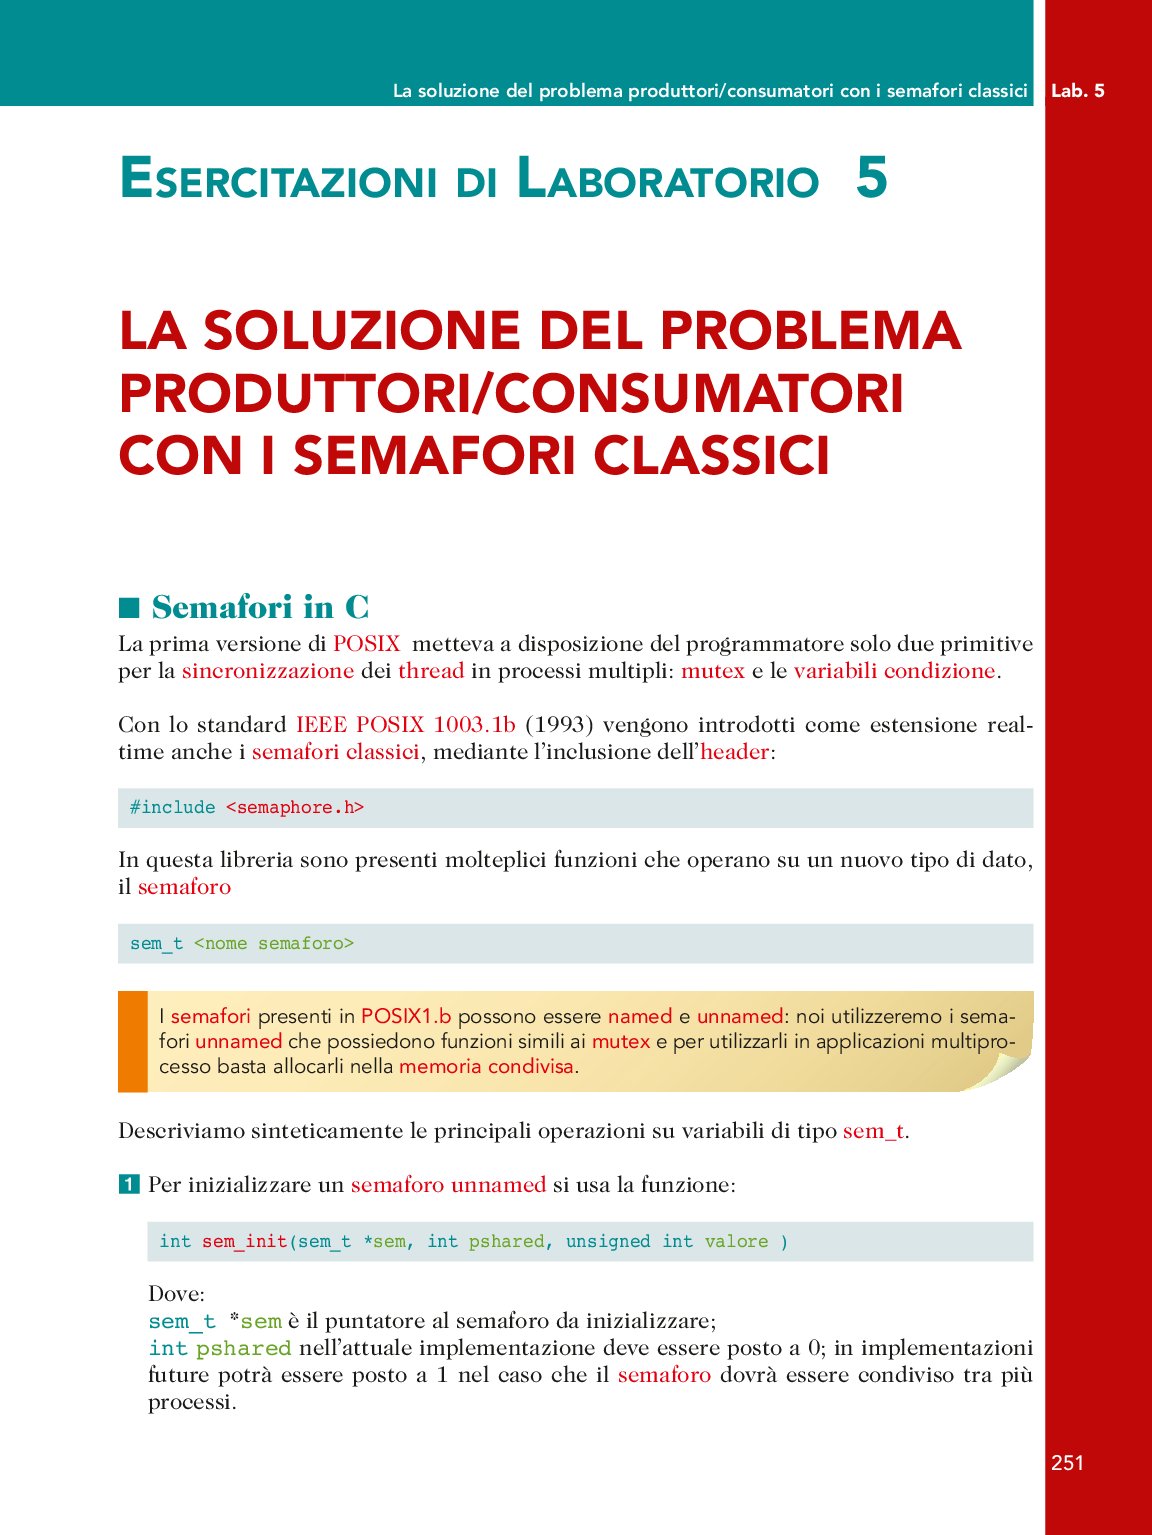 La soluzione del problema produttori/consumatori con i semafori classici Lab. 5
ESERCITAZIONI DI LABORATORIO 5
LA SOLUZIONE DEL PROBLEMA
PRODUTTORI/CONSUMATORI
CON I SEMAFORI CLASSICI
■ Semafori in C
La prima versione di POSIX metteva a disposizione del programmatore solo due primitive
per la sincronizzazione dei thread in processi multipli: mutex e le variabili condizione.
Con lo standard IEEE POSIX 1003.1b (1993) vengono introdotti come estensione real-
time anche i semafori classici, mediante l'inclusione dell'header:
#include <semaphore.h>
In questa libreria sono presenti molteplici funzioni che operano su un nuovo tipo di dato,
il semaforo
sem_t <nome semaforo>
I semafori presenti in POSIX1.b possono essere named e unnamed: noi utilizzeremo i sema-
fori unnamed che possiedono funzioni simili ai mutex e per utilizzarli in applicazioni multipro-
cesso basta allocarli nella memoria condivisa.
Descriviamo sinteticamente le principali operazioni su variabili di tipo sem_t.
1 Per inizializzare un semaforo unnamed si usa la funzione:
int sem_init(sem_t *sem, int pshared, unsigned int valore )
Dove:
sem_t *sem è il puntatore al semaforo da inizializzare;
int pshared nell'attuale implementazione deve essere posto a 0; in implementazioni
future potrà essere posto a 1 nel caso che il semaforo dovrà essere condiviso tra più
processi.
251